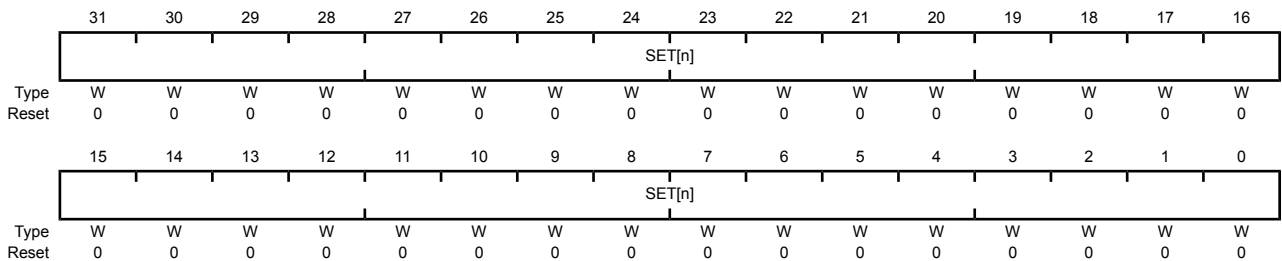 31 30 29 28 27 26 25 24 23 22 21 20 19 18 17 16
SET[n]
Type W W W W W W W W W W W W W W W W
Reset 0 0 0 0 0 0 0 0 0 0 0 0 0 0 0 0
15 14 13 12 11 10 9 8 7 6 5 4 3 2 1 0
SET[n]
Type W W W W W W W W W W W W W W W W
Reset 0 0 0 0 0 0 0 0 0 0 0 0 0 0 0 0